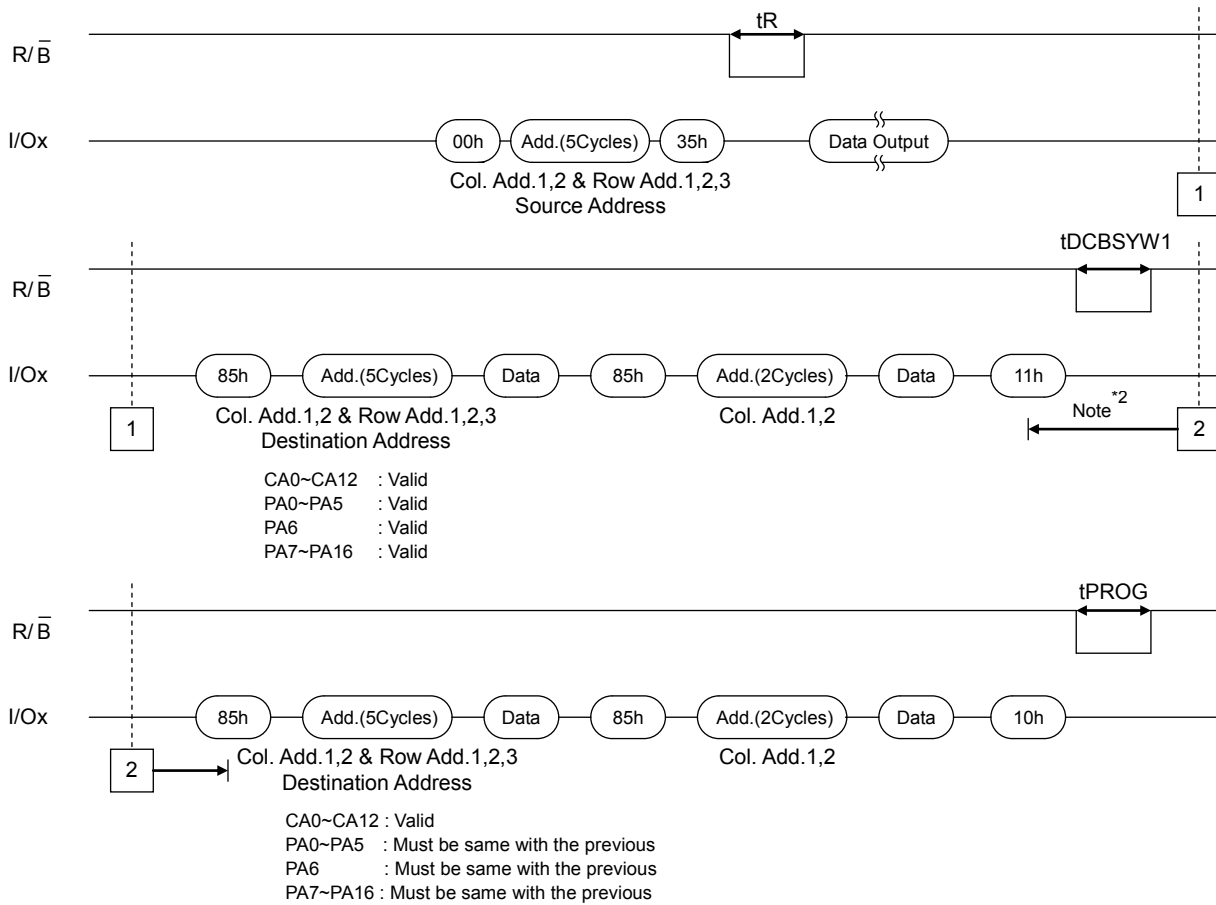 tR
R/B̅
I/Ox
00h Add.(5Cycles) 35h Data Output
Col. Add.1,2 & Row Add.1,2,3
Source Address
1
tDCBSYW1
R/B̅
I/Ox
85h Add.(5Cycles) Data 85h Add.(2Cycles) Data 11h
Col. Add.1,2 & Row Add.1,2,3 Col. Add.1,2 Note*2
1 Destination Address 2
CA0~CA12 : Valid
PA0~PA5 : Valid
PA6 : Valid
PA7~PA16 : Valid
tPROG
R/B̅
I/Ox
85h Add.(5Cycles) Data 85h Add.(2Cycles) Data 10h
Col. Add.1,2 & Row Add.1,2,3 Col. Add.1,2
2 Destination Address
CA0~CA12 : Valid
PA0~PA5 : Must be same with the previous
PA6 : Must be same with the previous
PA7~PA16 : Must be same with the previous